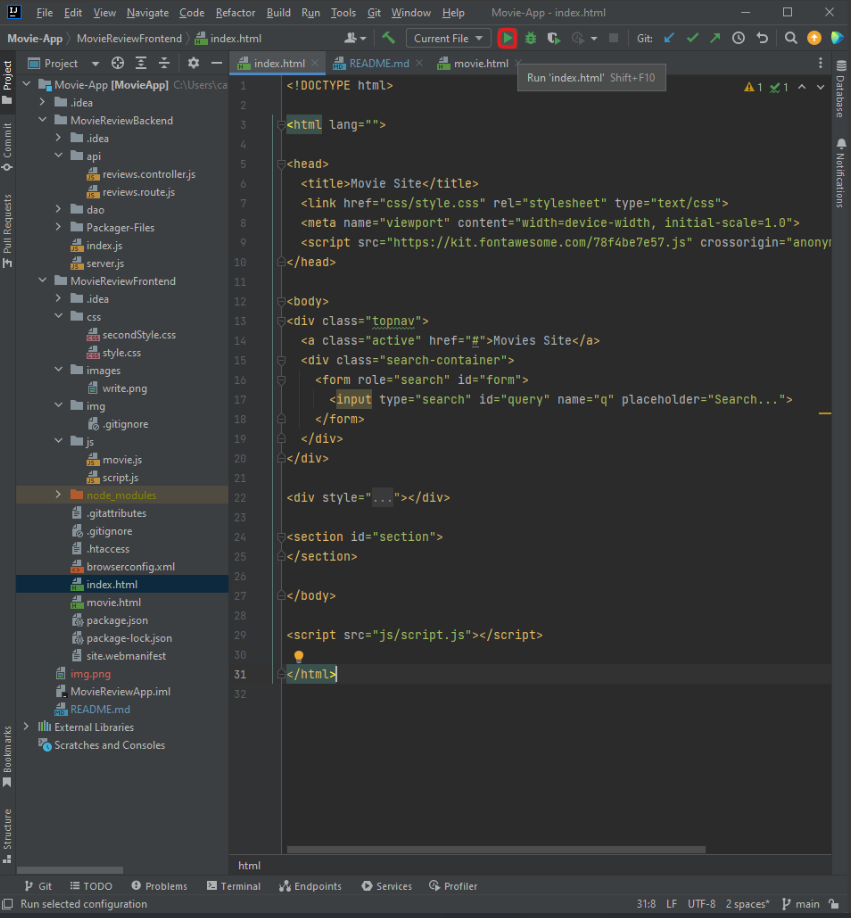 File Edit View Navigate Code Refactor Build Run Tools Git Window Help Movie-App - index.html
Movie-App MovieReviewFrontend index.html Current File Git:
Project index.html README.md movie.html
Run 'index.html' Shift+F10
Project
Commit
Pull Requests
Bookmarks
Structure
Movie-App [MovieApp] C:\Users\ca
.idea
MovieReviewBackend
.idea
api
reviews.controller.js
reviews.route.js
dao
Packager-Files
index.js
server.js
MovieReviewFrontend
.idea
css
secondStyle.css
style.css
images
write.png
img
.gitignore
js
movie.js
script.js
node_modules
.gitattributes
.gitignore
.htaccess
browserconfig.xml
index.html
movie.html
package.json
package-lock.json
site.webmanifest
img.png
MovieReviewApp.iml
README.md
External Libraries
Scratches and Consoles
1 <!DOCTYPE html>
2
3 <html lang="">
4
5 <head>
6 <title>Movie Site</title>
7 <link href="css/style.css" rel="stylesheet" type="text/css">
8 <meta name="viewport" content="width=device-width, initial-scale=1.0">
9 <script src="https://kit.fontawesome.com/78f4be7e57.js" crossorigin="anony
10 </head>
11
12 <body>
13 <div class="topnav">
14 <a class="active" href="#">Movies Site</a>
15 <div class="search-container">
16 <form role="search" id="form">
17 <input type="search" id="query" name="q" placeholder="Search...">
18 </form>
19 </div>
20 </div>
21
22 <div style="..."></div>
23
24 <section id="section">
25 </section>
26
27 </body>
28
29 <script src="js/script.js"></script>
30
31 </html>
32
1 1
Database
Notifications
html
Git TODO Problems Terminal Endpoints Services Profiler
Run selected configuration 31:8 LF UTF-8 2 spaces* main